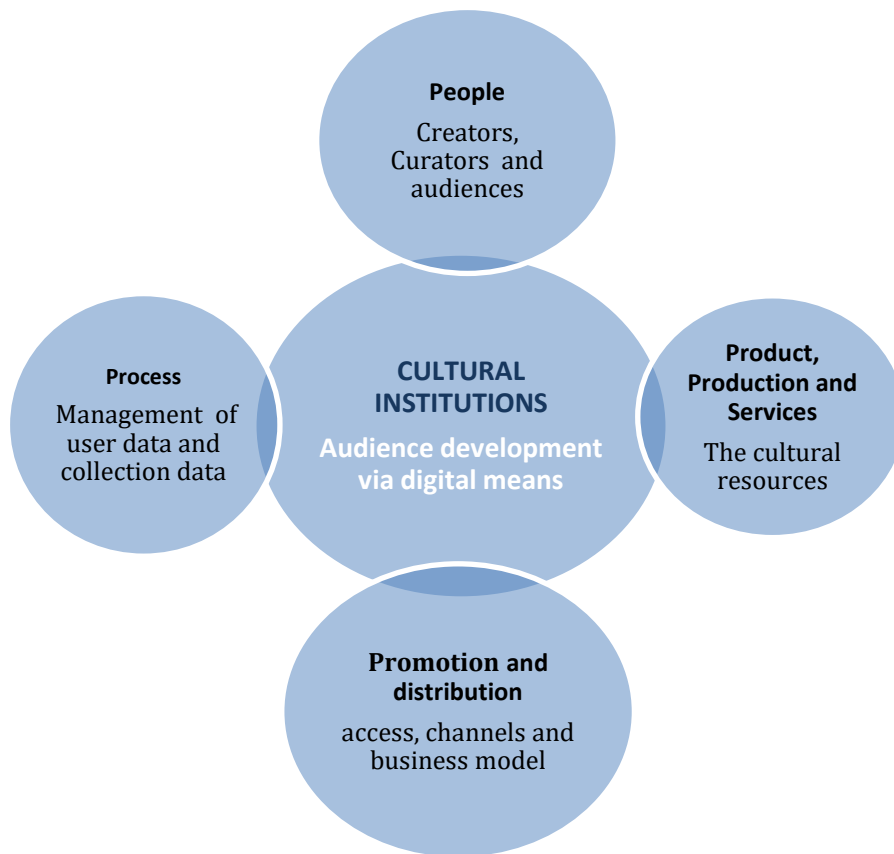 People
Creators,
Curators and
audiences
Process
Management of
user data and
collection data
CULTURAL
INSTITUTIONS
Audience development
via digital means
Product,
Production and
Services
The cultural
resources
Promotion and
distribution
access, channels and
business model